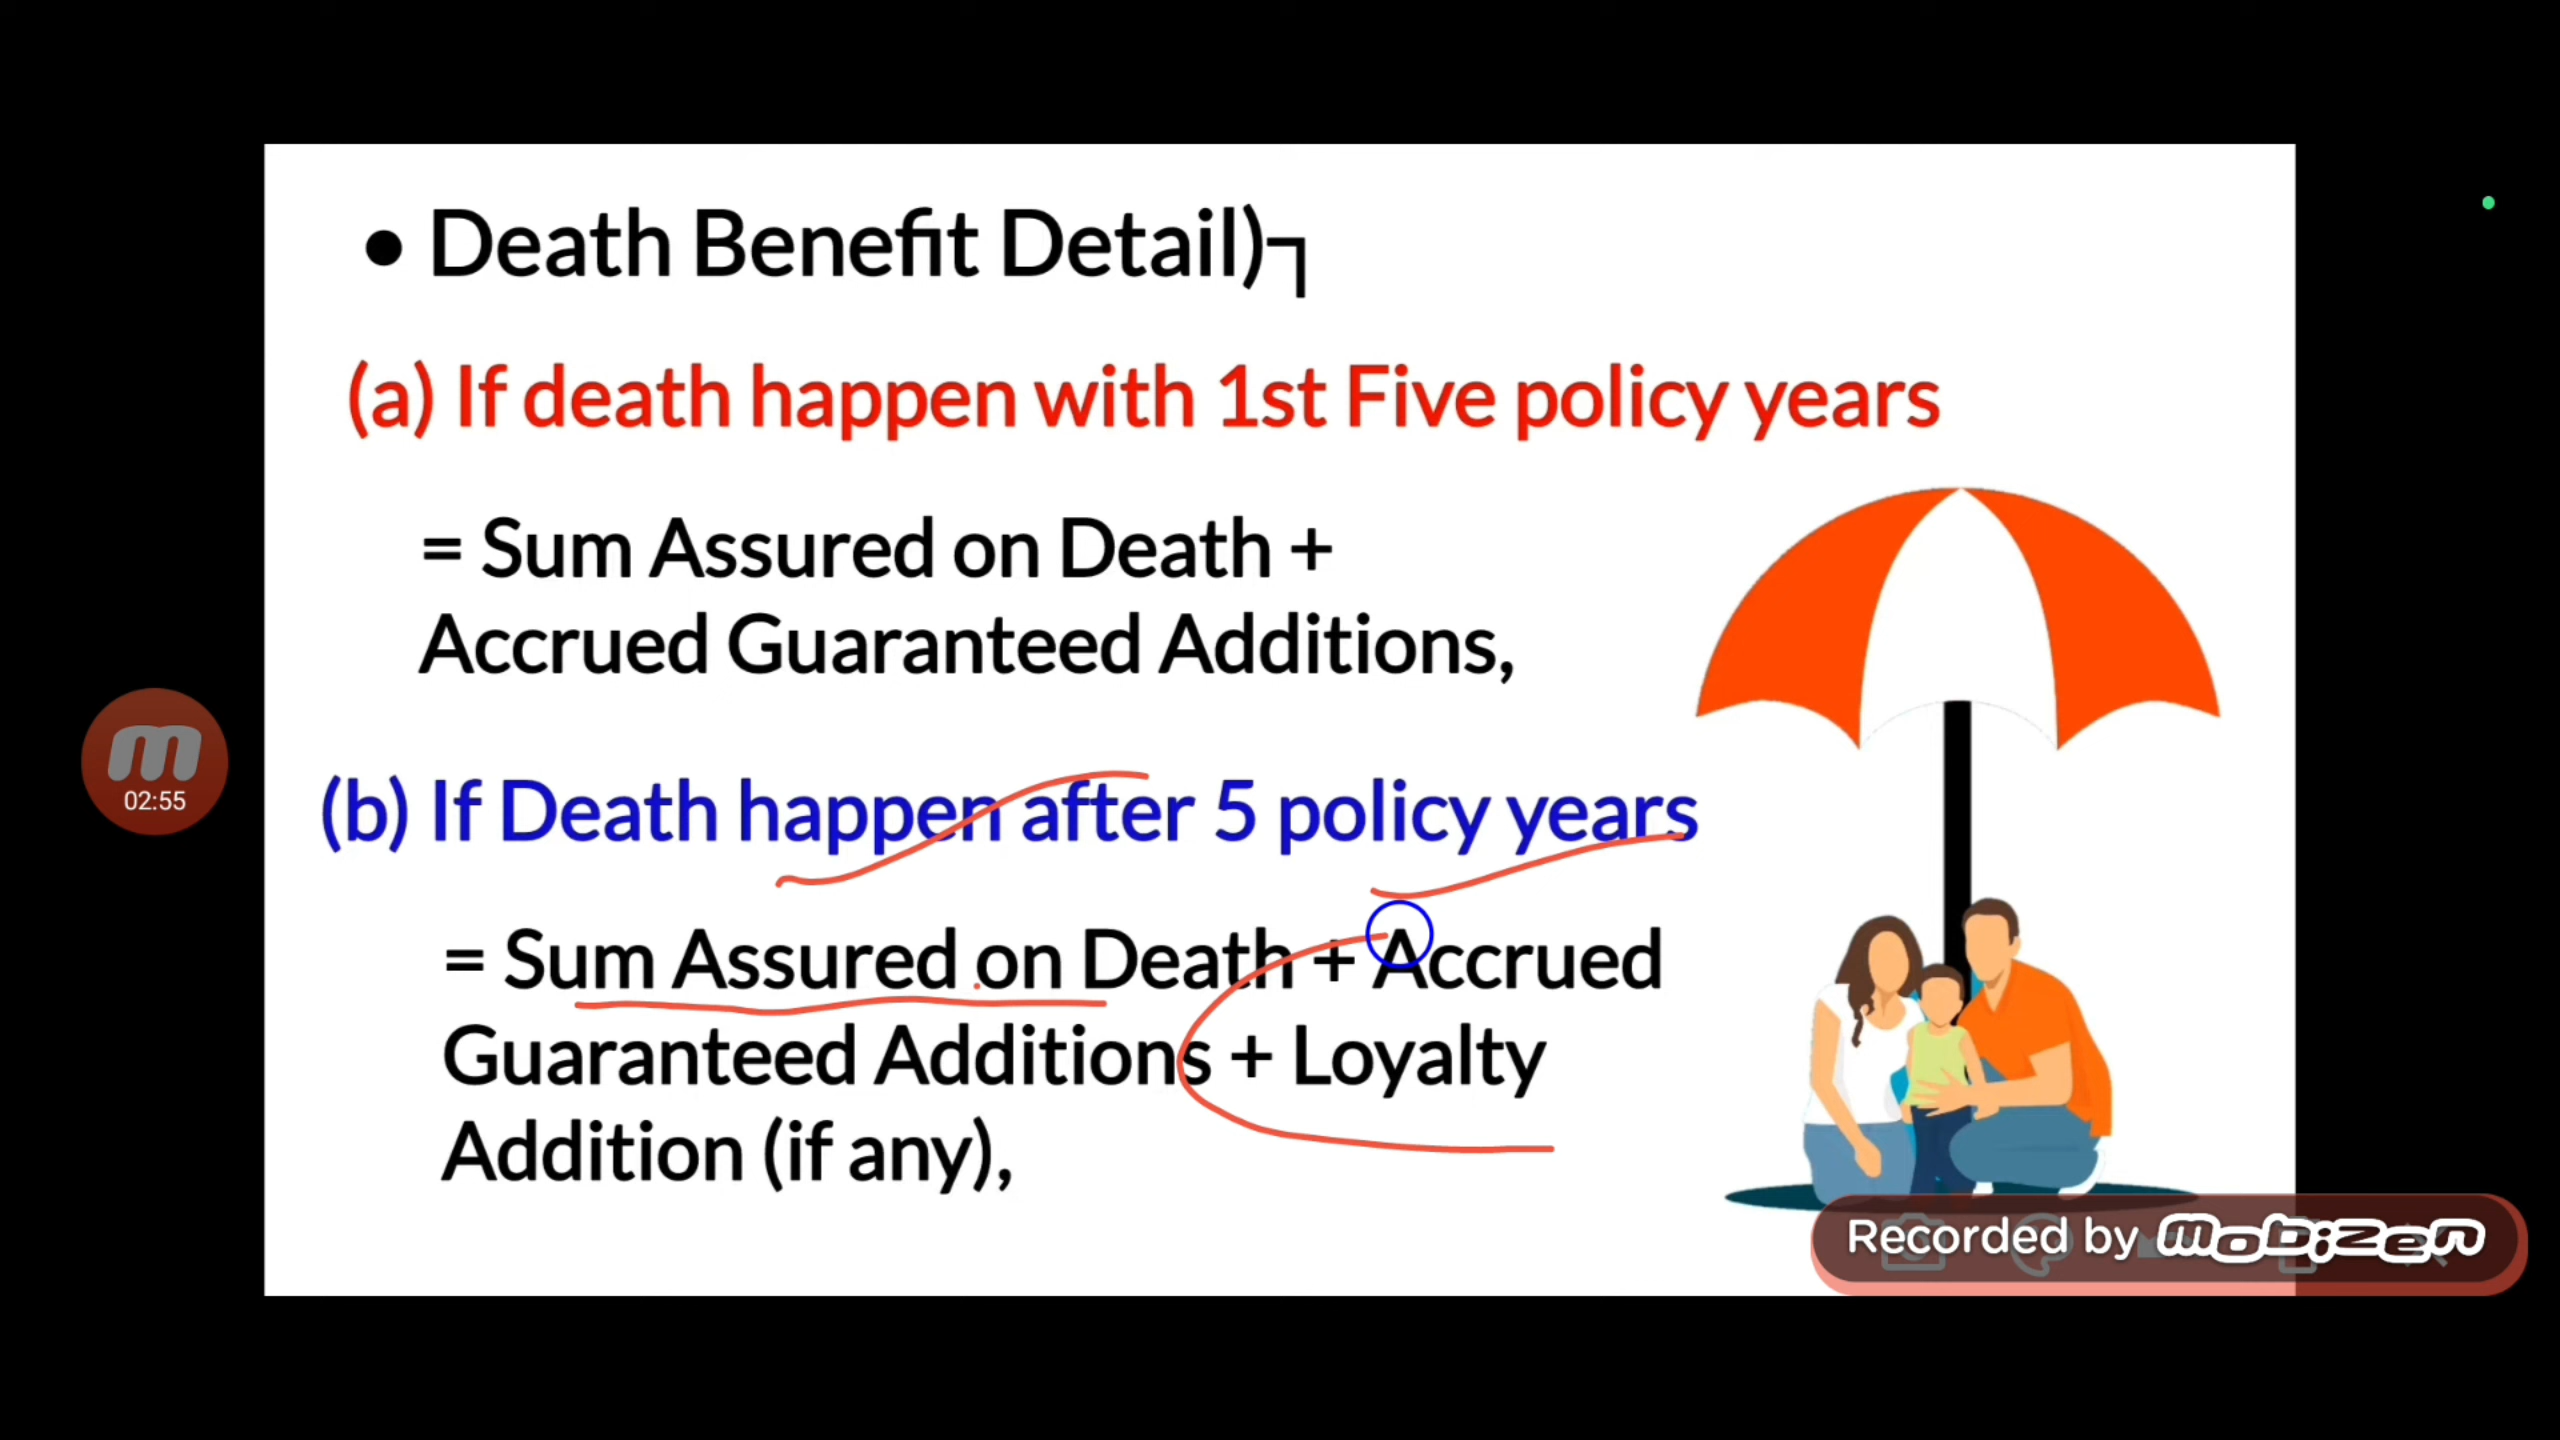 • Death Benefit Detail)┐
(a) If death happen with 1st Five policy years
= Sum Assured on Death +
Accrued Guaranteed Additions,
(b) If Death happen after 5 policy years
= Sum Assured on Death + Accrued
Guaranteed Additions + Loyalty
Addition (if any),
m
02:55
Recorded by mobizen